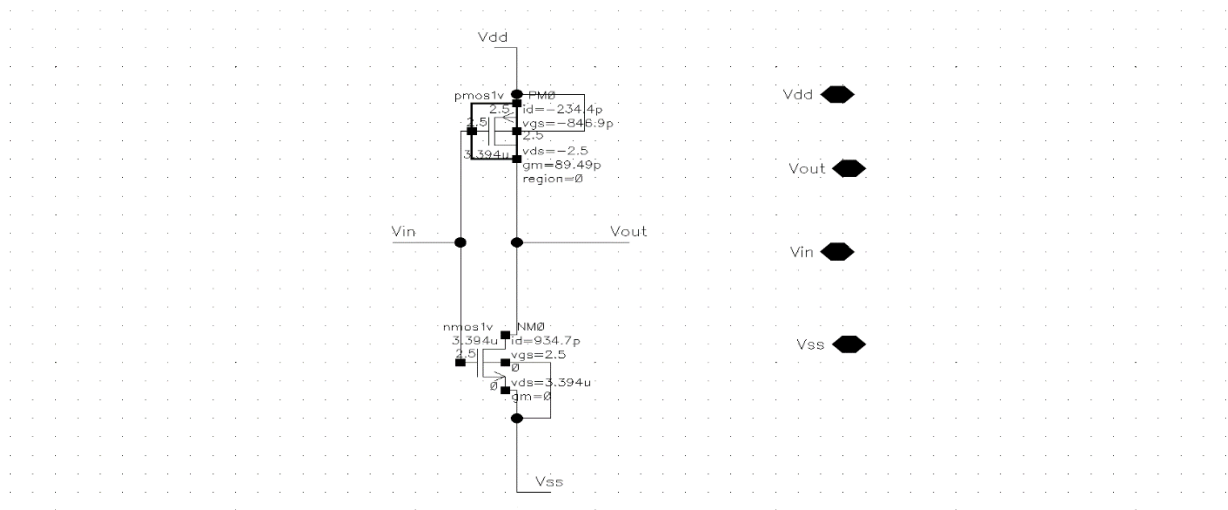 Vdd
pmos1v PM0
2.5 id=-234.4p
2.5 vgs=-846.9p
2.5
3.394u vds=-2.5
gm=89.49p
region=0
Vin
Vout
nmos1v NM0
3.394u id=934.7p
2.5 vgs=2.5
0
0 vds=3.394u
gm=0
Vss
Vdd
Vout
Vin
Vss